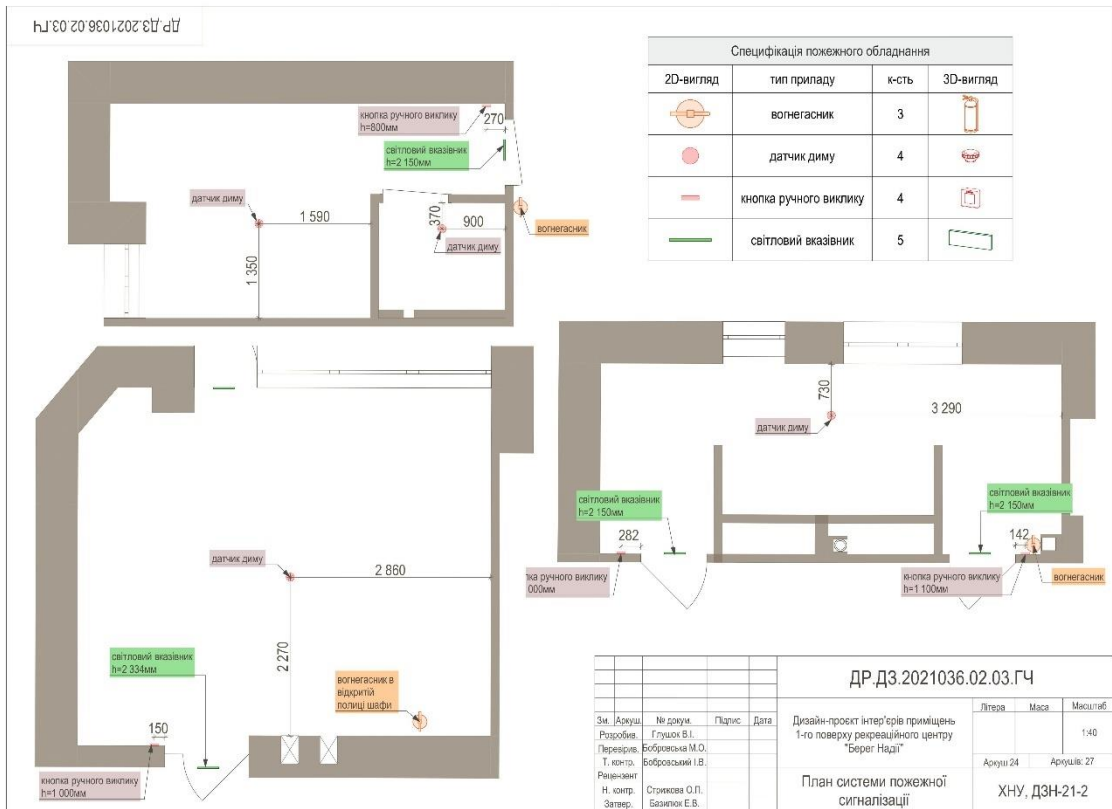 ДР.ДЗ.2021036.02.03.ГЧ
Специфікація пожежного обладнання
2D-вигляд тип приладу к-сть 3D-вигляд
вогнегасник 3
датчик диму 4
кнопка ручного виклику 4
світловий вказівник 5
кнопка ручного виклику
h=800мм
270
світловий вказівник
h=2 150мм
датчик диму
1 590
1 350
370
900
датчик диму
вогнегасник
730
3 290
датчик диму
світловий вказівник
h=2 150мм
світловий вказівник
h=2 150мм
282
142
пка ручного виклику
000мм
кнопка ручного виклику
h=1 100мм
вогнегасник
датчик диму
2 860
2 270
світловий вказівник
h=2 334мм
вогнегасник в
відкритій
полиці шафи
150
кнопка ручного виклику
h=1 000мм
ДР.ДЗ.2021036.02.03.ГЧ
Зм. Аркуш. № докум. Підпис Дата
Розробив. Глушок В.І.
Перевірив. Бобровська М.О.
Т. контр. Бобровський І.В.
Рецензент
Н. контр. Стрикова О.П.
Затвер. Базилюк Е.В.
Дизайн-проєкт інтер'єрів приміщень
1-го поверху рекреаційного центру
"Берег Надії"
Літера Маса Масштаб
1:40
Аркуш 24 Аркушів: 27
План системи пожежної
сигналізації
ХНУ, ДЗН-21-2